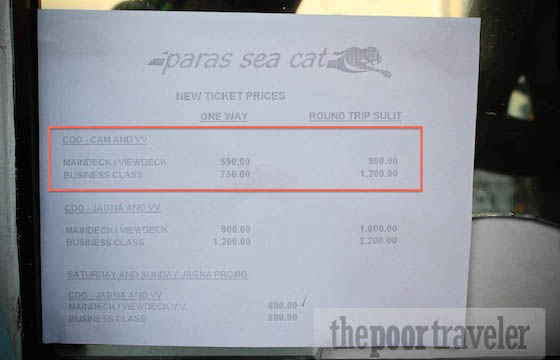 paras sea cat
NEW TICKET PRICES
ONE WAY ROUND TRIP SULIT
CDO - CAM AND VV
MAINDECK / VIEWDECK 550.00 900.00
BUSINESS CLASS 750.00 1,200.00
CDO - JAGNA AND VV
MAINDECK / VIEWDECK 900.00 1,600.00
BUSINESS CLASS 1,200.00 2,200.00
SATURDAY AND SUNDAY JAGNA PROMO
CDO - JAGNA AND VV
MAINDECK / VIEWDECK V.V. 680.00
BUSINESS CLASS 880.00
thepoortraveler